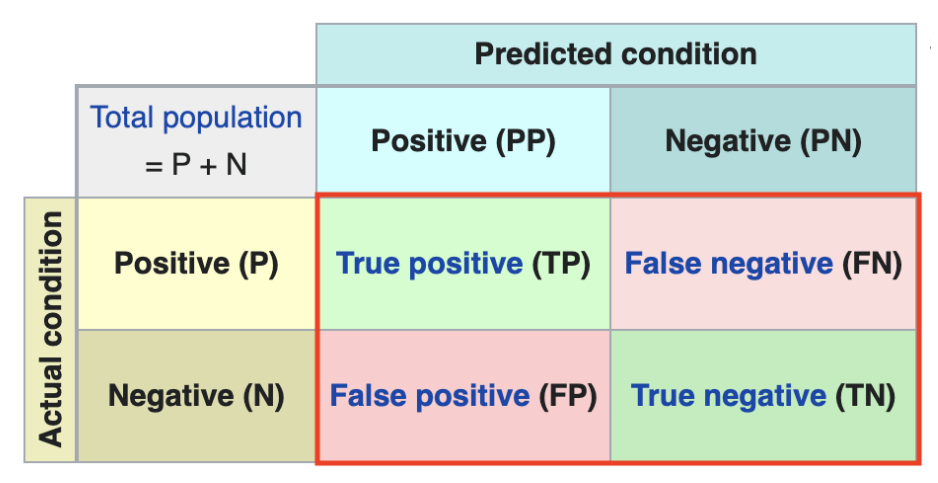 Predicted condition
Total population
= P + N
Positive (PP)
Negative (PN)
Actual condition
Positive (P)
True positive (TP)
False negative (FN)
Negative (N)
False positive (FP)
True negative (TN)